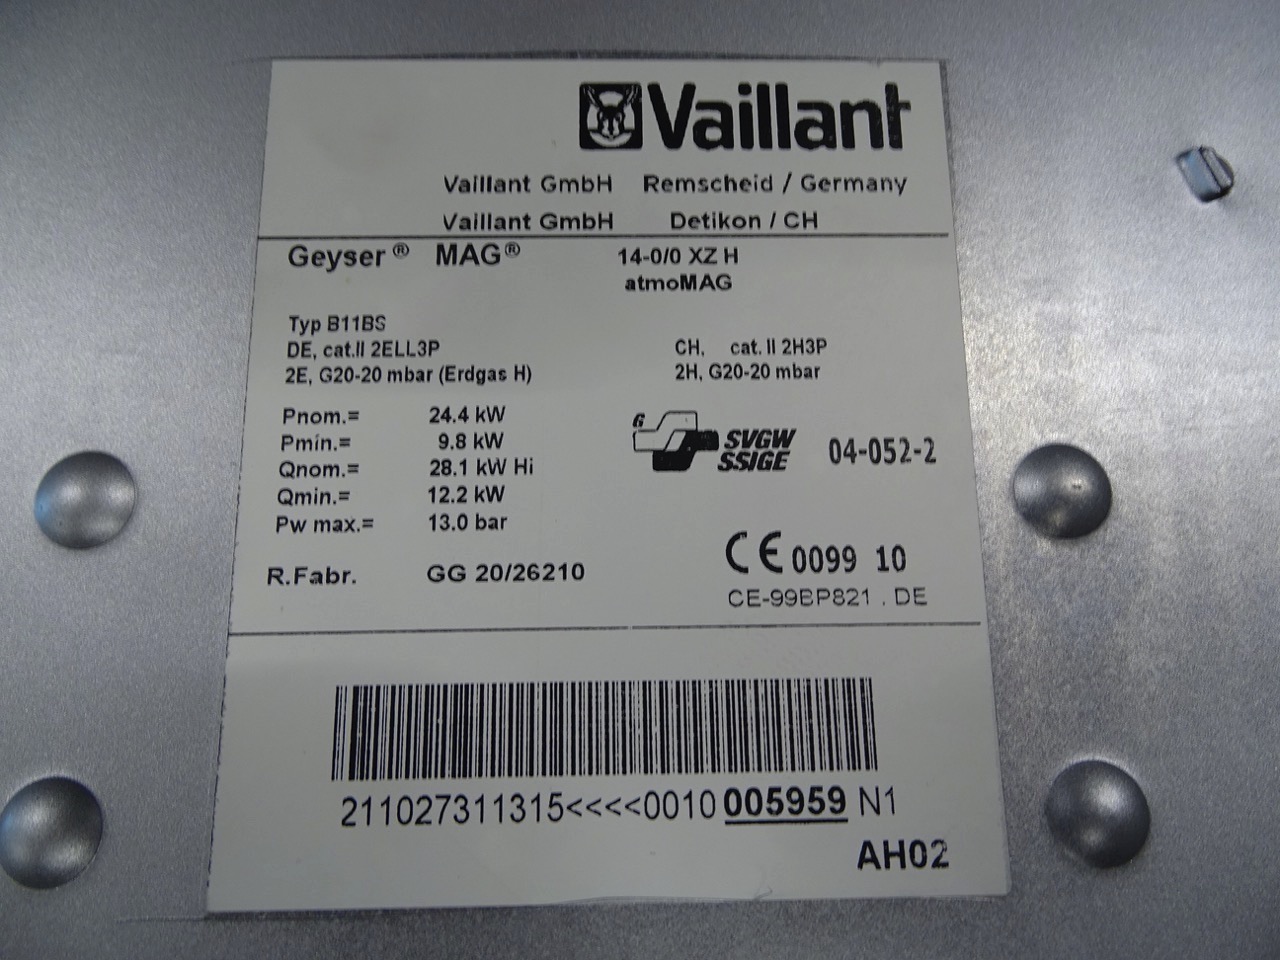 Vaillant
Vaillant GmbH Remscheid / Germany
Vaillant GmbH Detikon / CH
Geyser® MAG® 14-0/0 XZ H
atmoMAG
Typ B11BS
DE, cat.II 2ELL3P CH, cat. II 2H3P
2E, G20-20 mbar (Erdgas H) 2H, G20-20 mbar
Pnom.= 24.4 kW
Pmin.= 9.8 kW
Qnom.= 28.1 kW Hi
Qmin.= 12.2 kW
Pw max.= 13.0 bar
G SVGW
SSIGE 04-052-2
R.Fabr. GG 20/26210
CE 0099 10
CE-99BP821 . DE
211027311315<<<<0010 005959 N1
AH02